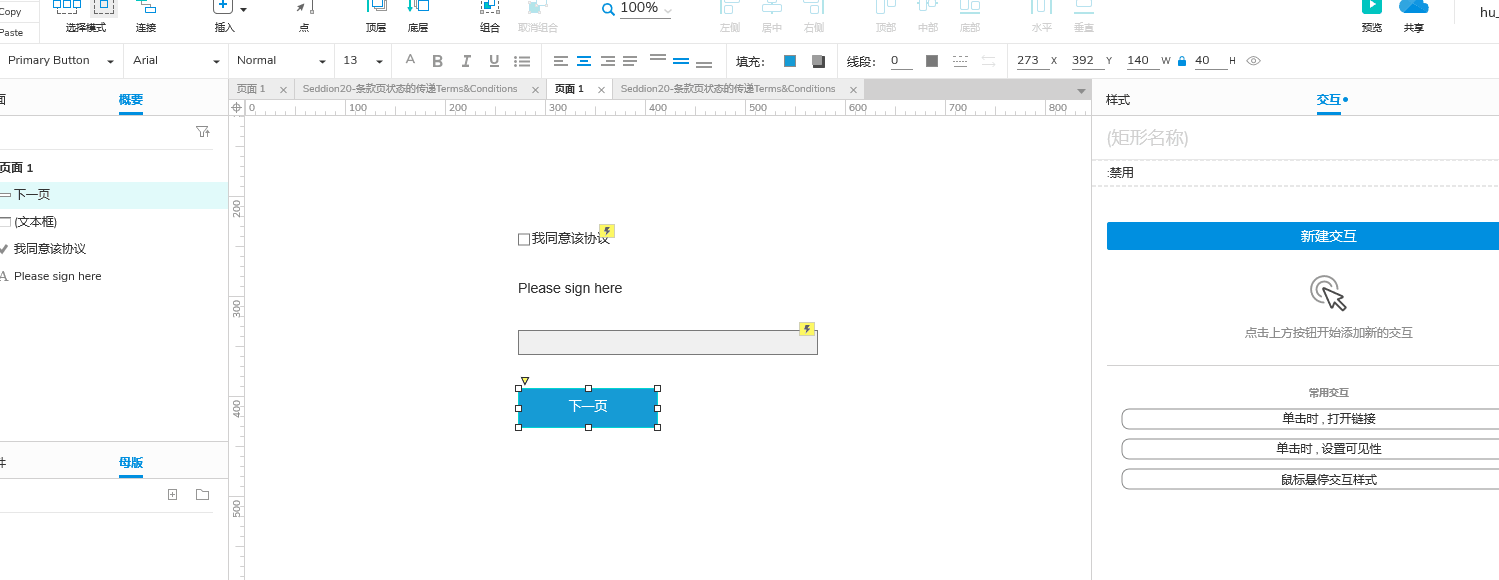 Copy
Paste
选择模式
连接
插入
点
顶层
底层
组合
取消组合
100%
左侧
居中
右侧
顶部
中部
底部
水平
垂直
预览
共享
hu_
Primary Button
Arial
Normal
13
填充:
线段:
0
273 X
392 Y
140 W
40 H
页面 1
Seddion20-条款页状态的传递Terms&Conditions
页面 1
Seddion20-条款页状态的传递Terms&Conditions
面
概要
样式
交互
0
100
200
300
400
500
600
700
800
(矩形名称)
页面 1
:禁用
下一页
(文本框)
我同意该协议
Please sign here
200
300
400
500
我同意该协议
Please sign here
下一页
新建交互
点击上方按钮开始添加新的交互
常用交互
单击时 , 打开链接
单击时 , 设置可见性
鼠标悬停交互样式
件
母版